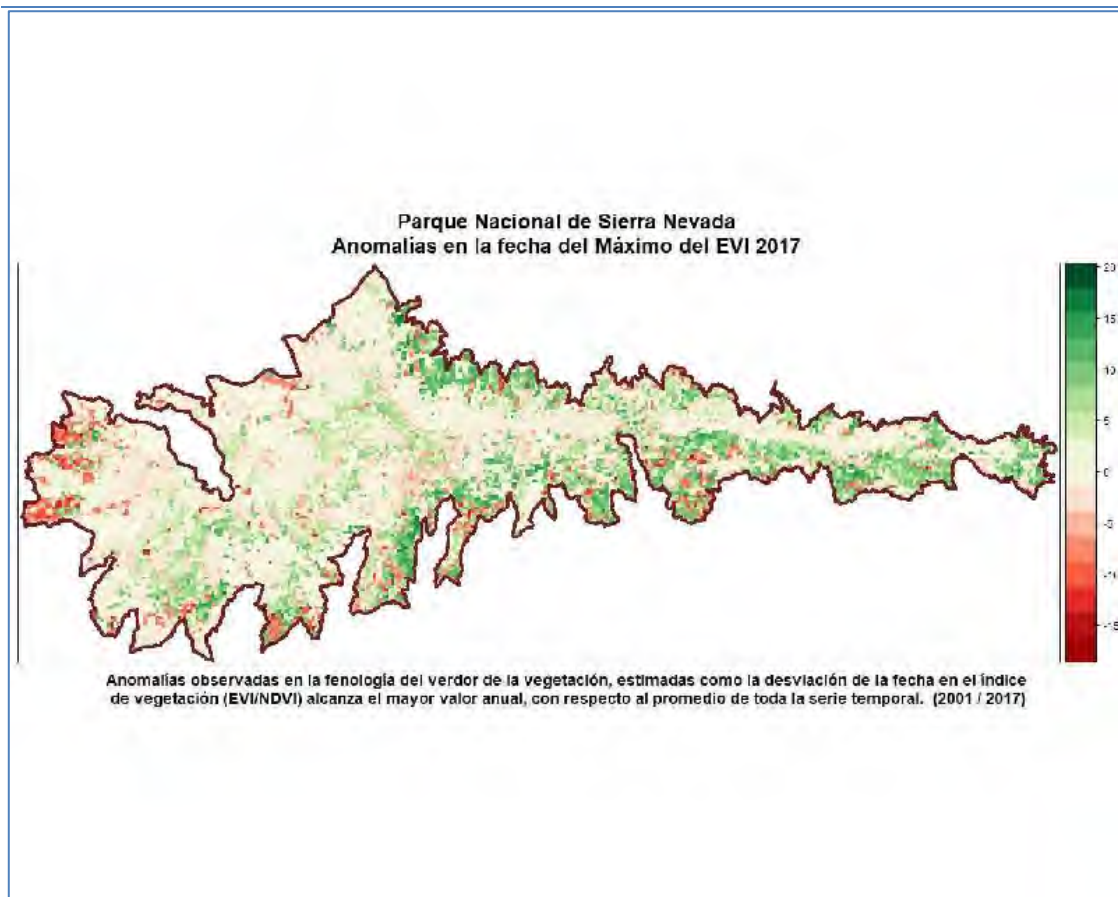 Parque Nacional de Sierra Nevada
Anomalías en la fecha del Máximo del EVI 2017
20
15
10
5
0
-5
-10
-15
Anomalías observadas en la fenología del verdor de la vegetación, estimadas como la desviación de la fecha en el índice
de vegetación (EVI/NDVI) alcanza el mayor valor anual, con respecto al promedio de toda la serie temporal. (2001 / 2017)